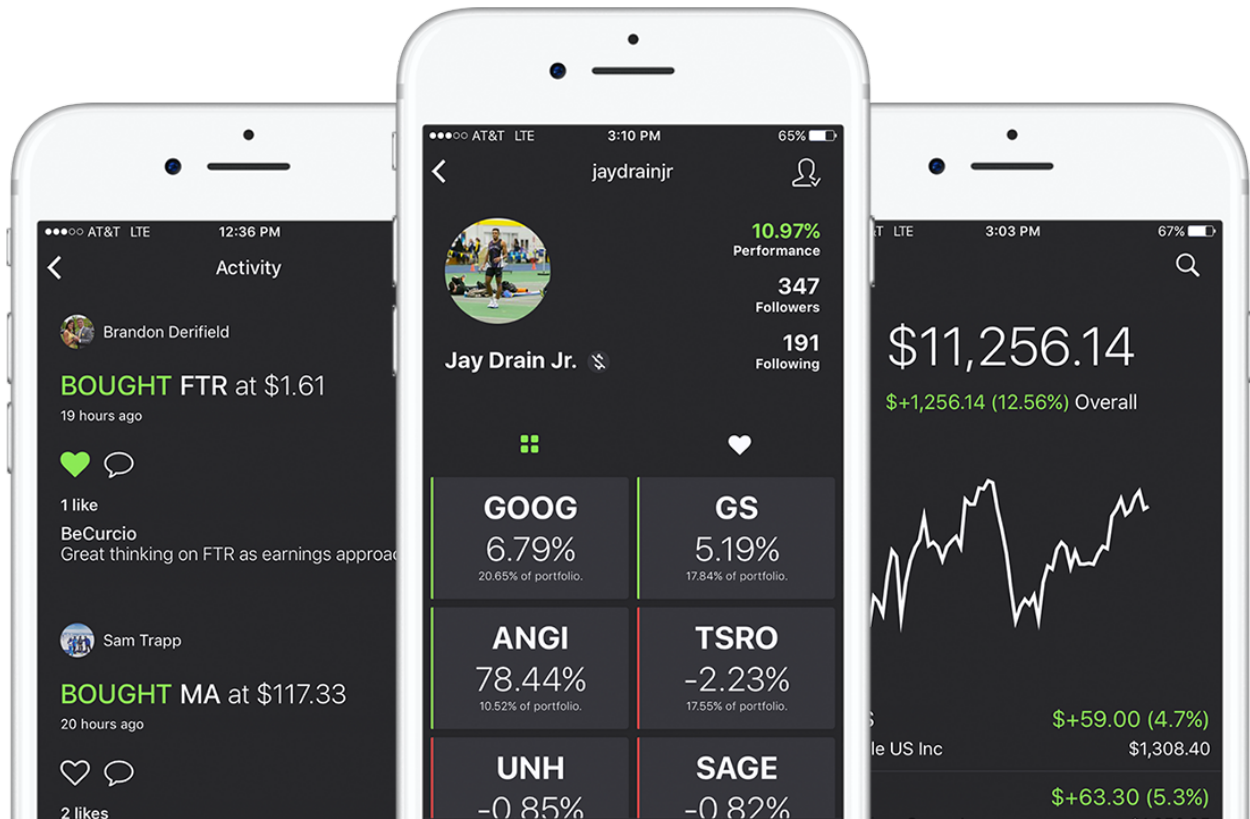 AT&T LTE 12:36 PM
Activity
Brandon Derifield
BOUGHT FTR at $1.61
19 hours ago
1 like
BeCurcio
Great thinking on FTR as earnings approac
Sam Trapp
BOUGHT MA at $117.33
20 hours ago
2 likes
AT&T LTE 3:10 PM 65%
jaydrainjr
10.97%
Performance
347
Followers
191
Following
Jay Drain Jr.
GOOG
6.79%
20.65% of portfolio.
GS
5.19%
17.84% of portfolio.
ANGI
78.44%
10.52% of portfolio.
TSRO
-2.23%
17.55% of portfolio.
UNH
-0.85%
SAGE
-0.82%
T LTE 3:03 PM 67%
$11,256.14
$+1,256.14 (12.56%) Overall
$+59.00 (4.7%)
le US Inc $1,308.40
$+63.30 (5.3%)